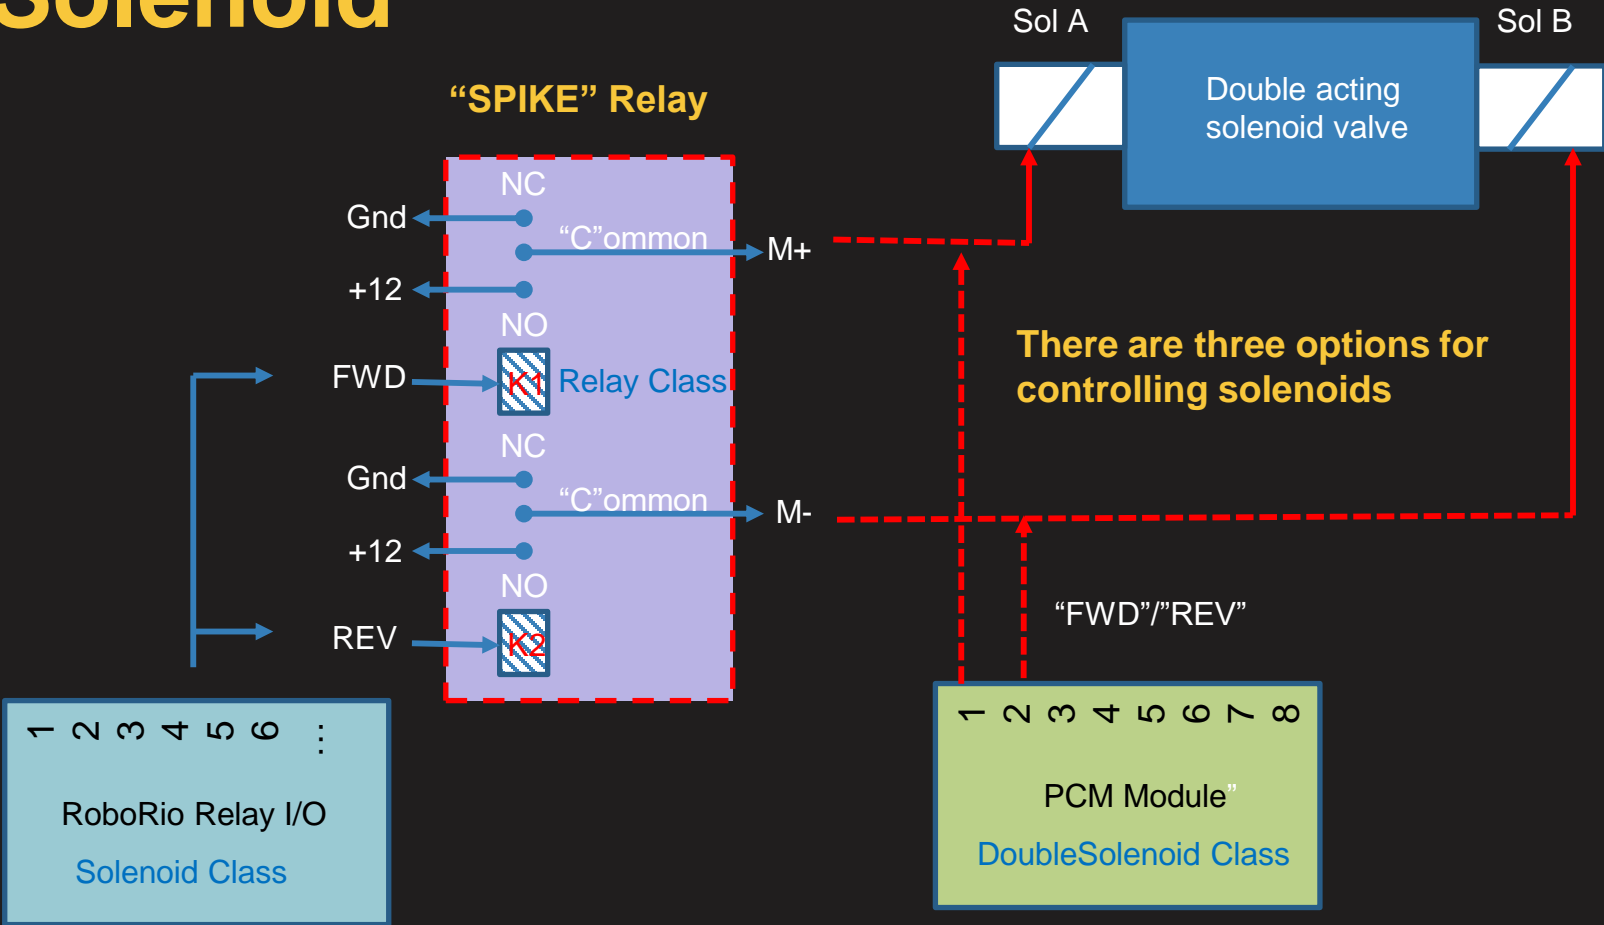 Solenoid
Sol A
Sol B
“SPIKE” Relay
Double acting
solenoid valve
NC
Gnd
“C”ommon
M+
+12
NO
FWD
K1
Relay Class
There are three options for
controlling solenoids
NC
Gnd
“C”ommon
M-
+12
NO
REV
K2
“FWD”/”REV”
1 2 3 4 5 6 …
RoboRio Relay I/O
Solenoid Class
1 2 3 4 5 6 7 8
PCM Module”
DoubleSolenoid Class